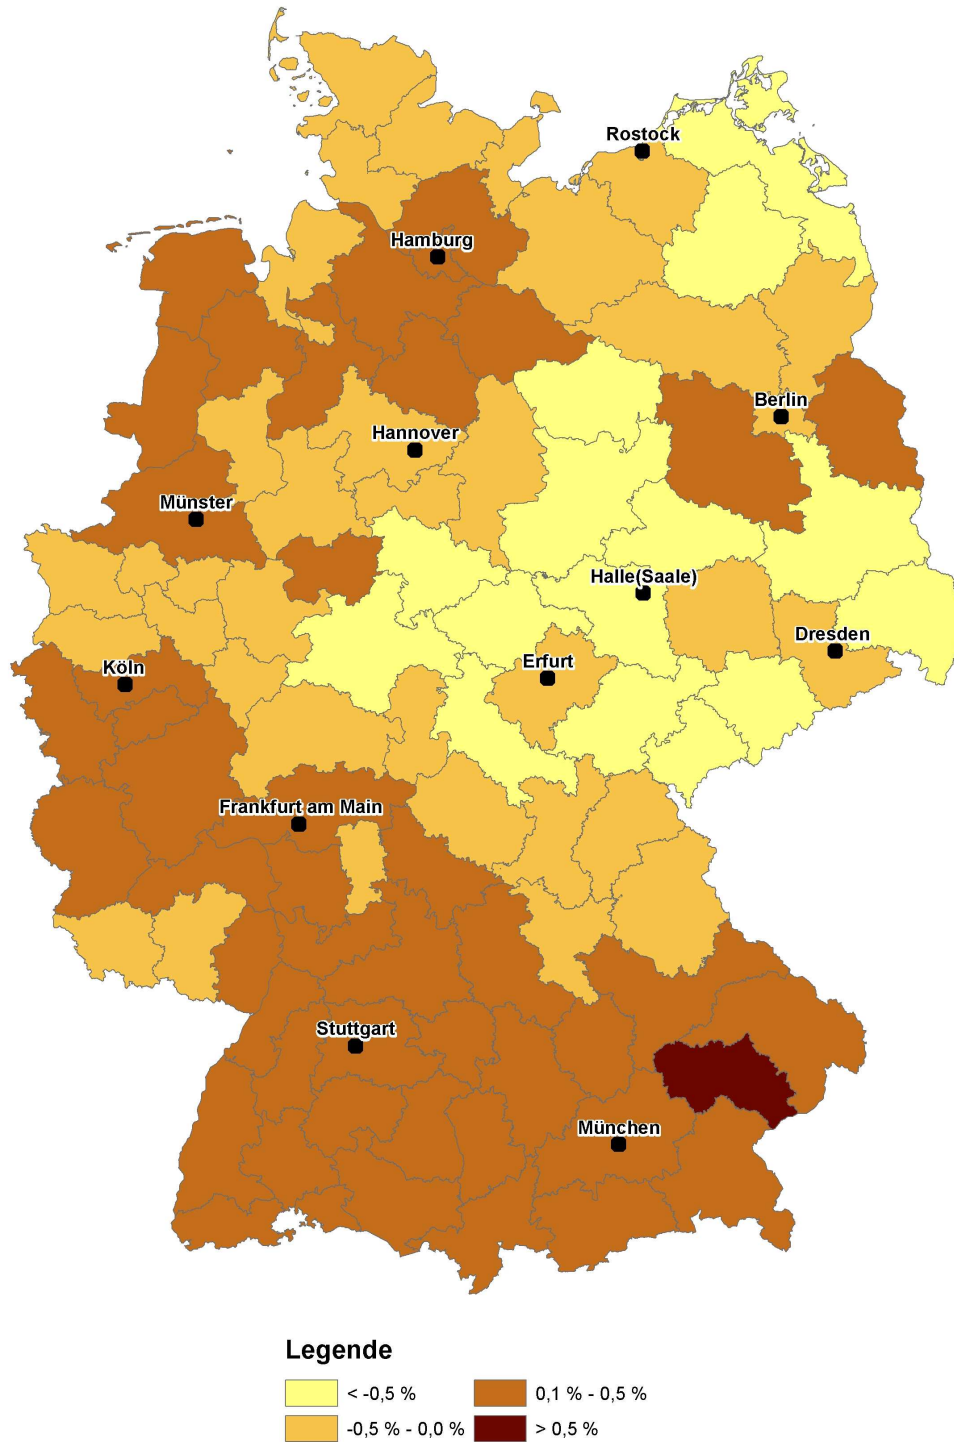 Rostock
Hamburg
Berlin
Hannover
Münster
Halle(Saale)
Dresden
Köln
Erfurt
Frankfurt am Main
Stuttgart
München
Legende
< -0,5 %
0,1 % - 0,5 %
-0,5 % - 0,0 %
> 0,5 %